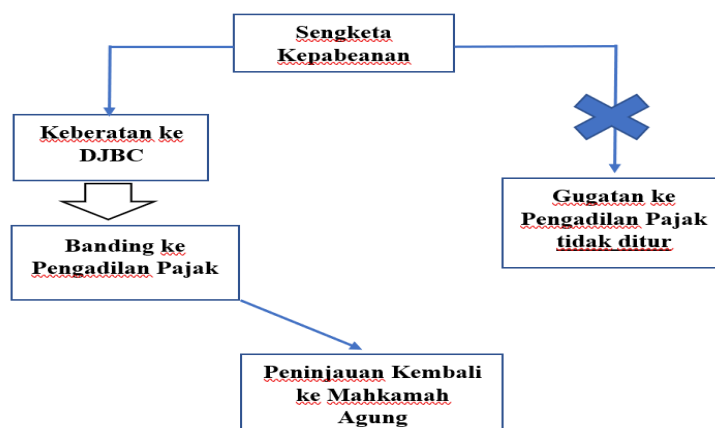 Sengketa
Kepabeanan
Keberatan ke
DJBC
Gugatan ke
Pengadilan Pajak
tidak ditur
Banding ke
Pengadilan Pajak
Peninjauan Kembali
ke Mahkamah
Agung